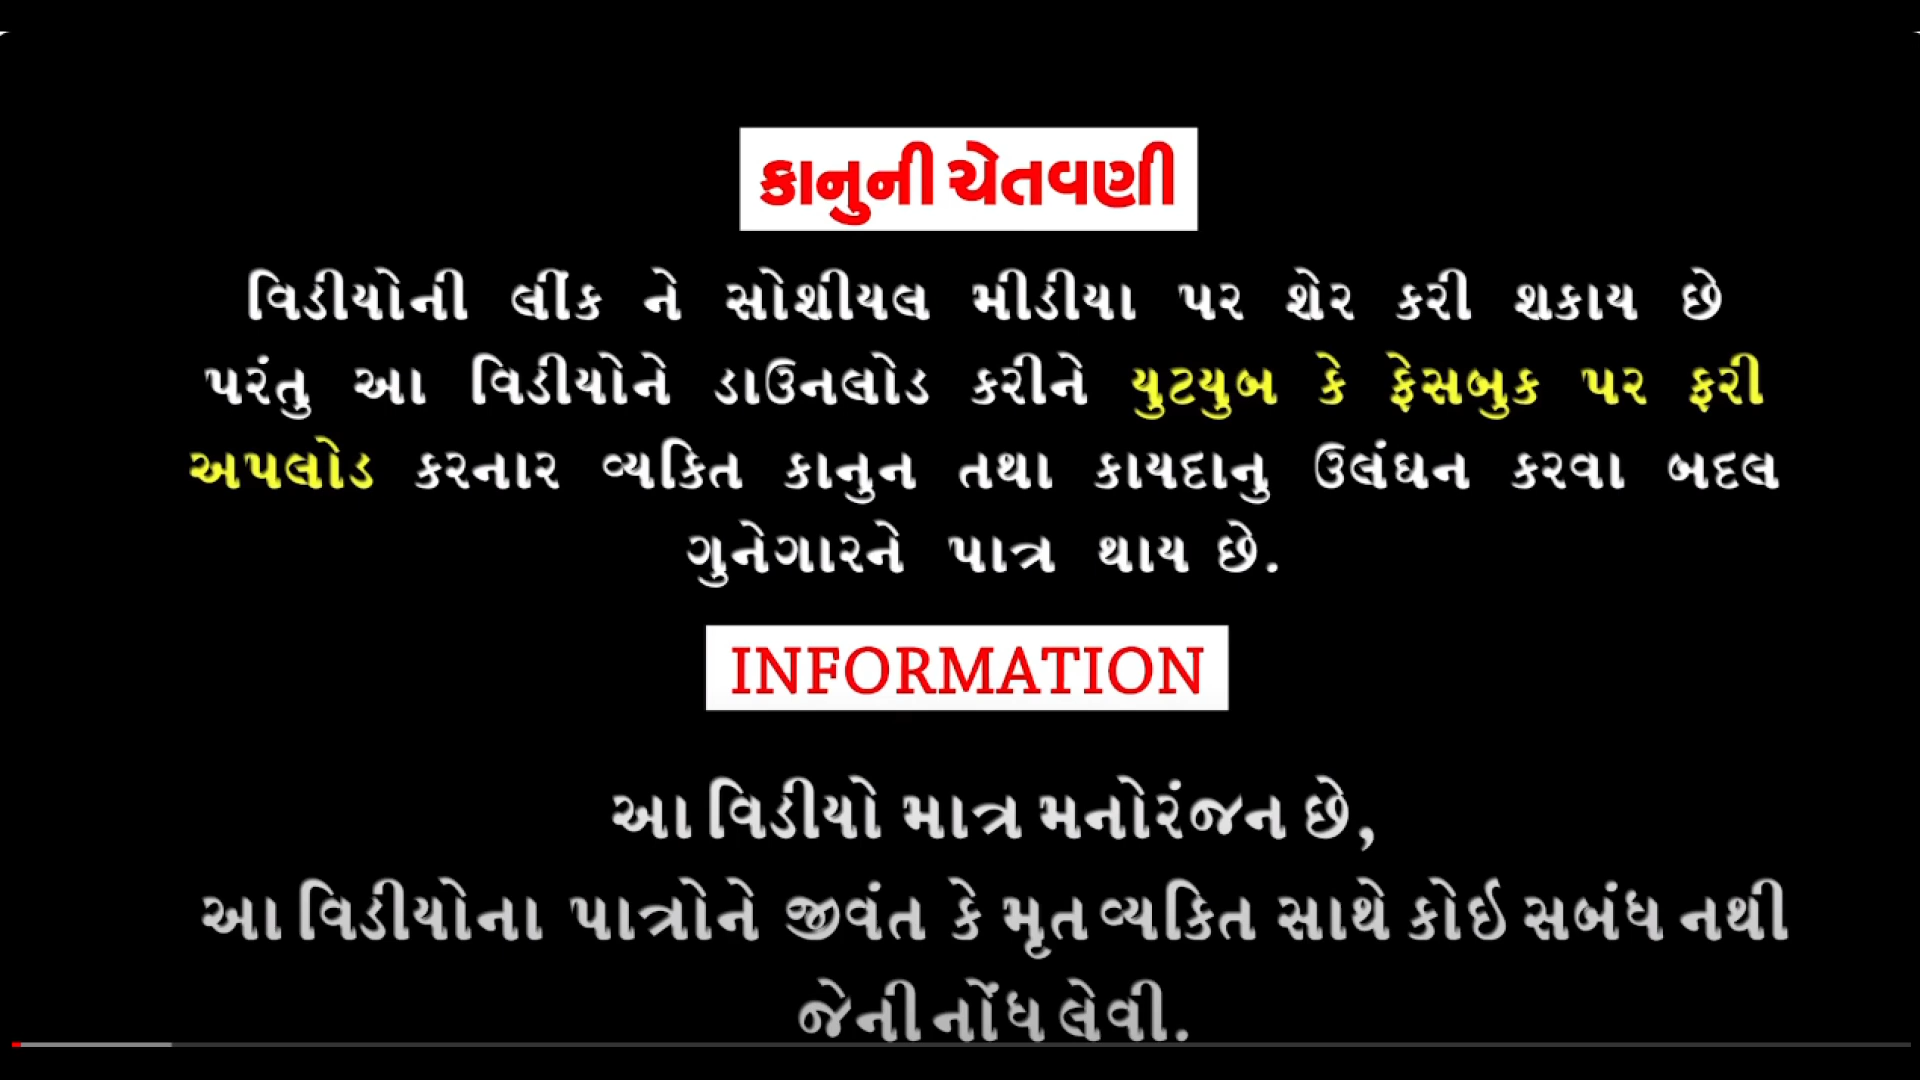 કાનુની ચેતવણી
વિડીયોની લીંક ને સોશીયલ મીડીયા પર શેર કરી શકાય છે
પરંતુ આ વિડીયોને ડાઉનલોડ કરીને યુટયુબ કે ફેસબુક પર ફરી
અપલોડ કરનાર વ્યકિત કાનુન તથા કાયદાનુ ઉલંઘન કરવા બદલ
ગુનેગારને પાત્ર થાય છે.
INFORMATION
આ વિડીયો માત્ર મનોરંજન છે,
આ વિડીયોના પાત્રોને જીવંત કે મૃત વ્યકિત સાથે કોઈ સબંધ નથી
જેની નોંધ લેવી.